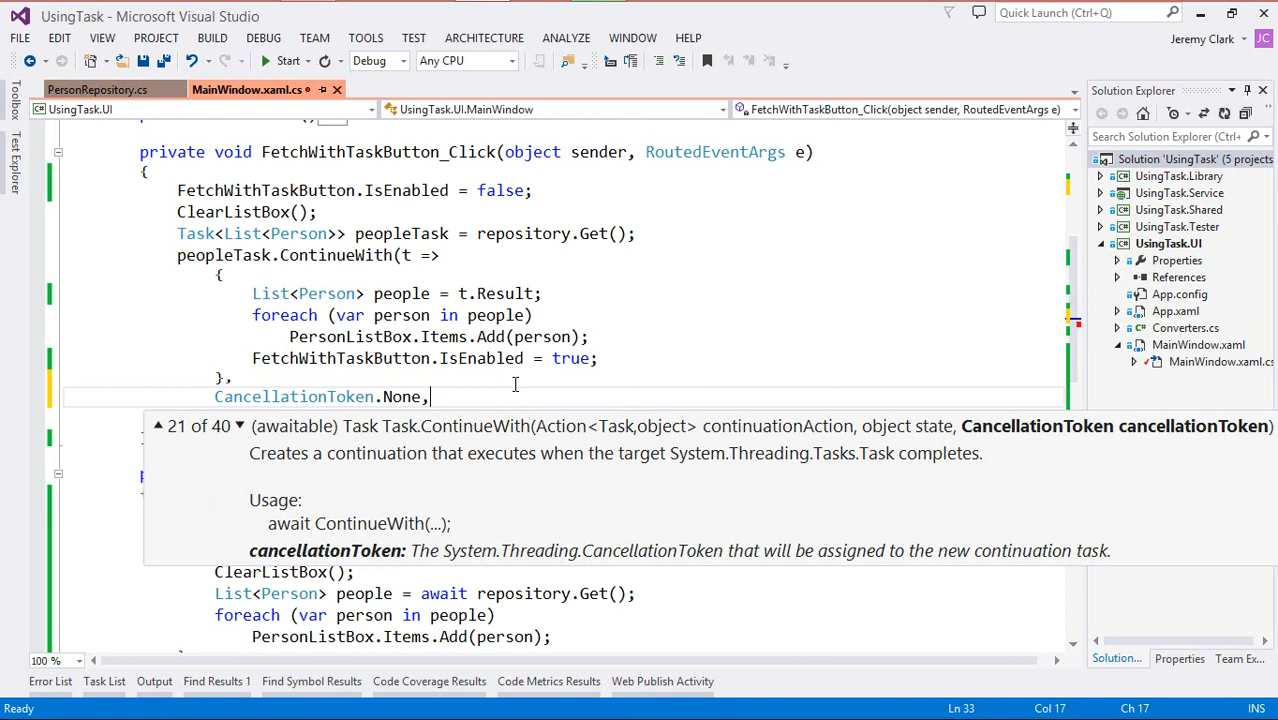 UsingTask - Microsoft Visual Studio
Quick Launch (Ctrl+Q)
FILE EDIT VIEW PROJECT BUILD DEBUG TEAM TOOLS TEST ARCHITECTURE ANALYZE WINDOW HELP
Jeremy Clark JC
Start Debug Any CPU
Toolbox
Test Explorer
PersonRepository.cs MainWindow.xaml.cs
UsingTask.UI UsingTask.UI.MainWindow FetchWithTaskButton_Click(object sender, RoutedEventArgs e)
private void FetchWithTaskButton_Click(object sender, RoutedEventArgs e)
{
FetchWithTaskButton.IsEnabled = false;
ClearListBox();
Task<List<Person>> peopleTask = repository.Get();
peopleTask.ContinueWith(t =>
{
List<Person> people = t.Result;
foreach (var person in people)
PersonListBox.Items.Add(person);
FetchWithTaskButton.IsEnabled = true;
},
CancellationToken.None,
21 of 40 (awaitable) Task Task.ContinueWith(Action<Task,object> continuationAction, object state, CancellationToken cancellationToken)
Creates a continuation that executes when the target System.Threading.Tasks.Task completes.
Usage:
await ContinueWith(...);
cancellationToken: The System.Threading.CancellationToken that will be assigned to the new continuation task.
ClearListBox();
List<Person> people = await repository.Get();
foreach (var person in people)
PersonListBox.Items.Add(person);
100 %
Solution Explorer
Search Solution Explorer (Ctrl+
Solution 'UsingTask' (5 projects
UsingTask.Library
UsingTask.Service
UsingTask.Shared
UsingTask.Tester
UsingTask.UI
Properties
References
App.config
App.xaml
Converters.cs
MainWindow.xaml
MainWindow.xaml.cs
Solution... Properties Team Ex...
Error List Task List Output Find Results 1 Find Symbol Results Code Coverage Results Code Metrics Results Web Publish Activity
Ready Ln 33 Col 17 Ch 17 INS